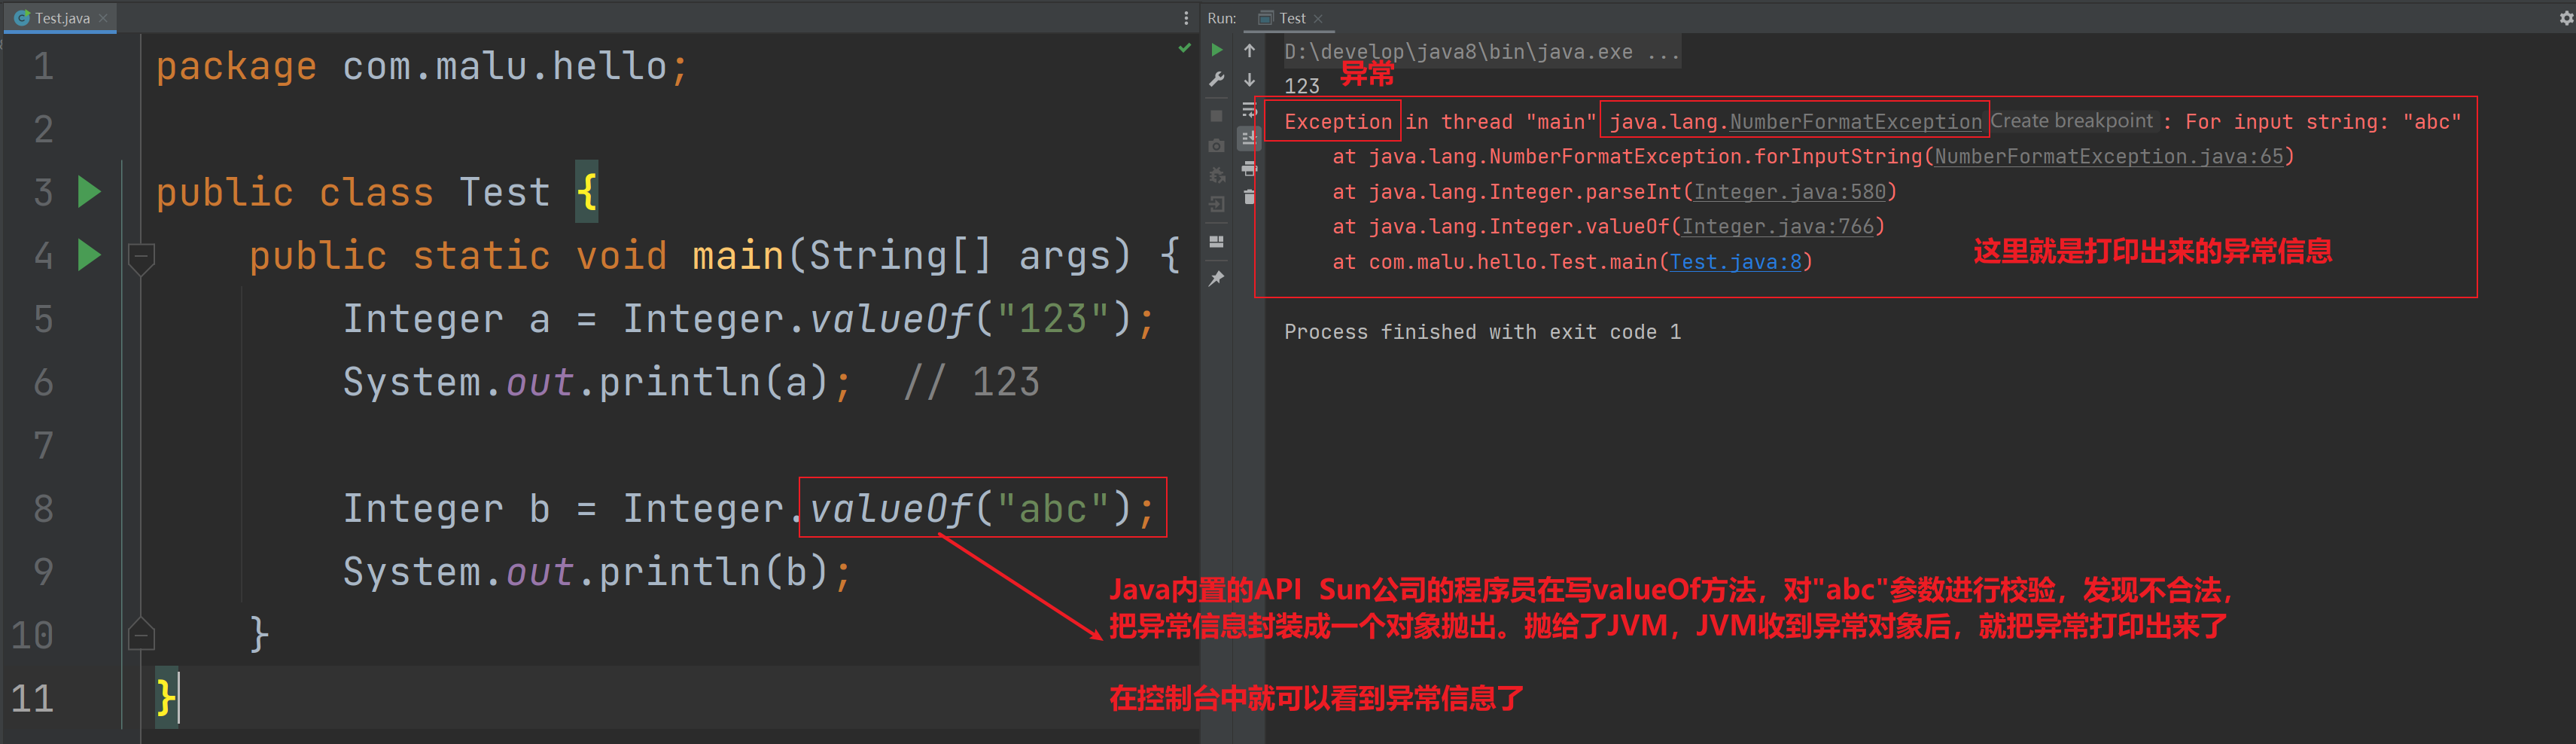 Test.java
1 package com.malu.hello;
2
3 public class Test {
4 public static void main(String[] args) {
5 Integer a = Integer.valueOf("123");
6 System.out.println(a); // 123
7
8 Integer b = Integer.valueOf("abc");
9 System.out.println(b);
10 }
11 }
Run: Test
D:\develop\java8\bin\java.exe ...
异常
123
Exception in thread "main" java.lang.NumberFormatException Create breakpoint : For input string: "abc"
at java.lang.NumberFormatException.forInputString(NumberFormatException.java:65)
at java.lang.Integer.parseInt(Integer.java:580)
at java.lang.Integer.valueOf(Integer.java:766)
at com.malu.hello.Test.main(Test.java:8)
这里就是打印出来的异常信息
Process finished with exit code 1
Java内置的API Sun公司的程序员在写valueOf方法，对"abc"参数进行校验，发现不合法，
把异常信息封装成一个对象抛出。抛给了JVM，JVM收到异常对象后，就把异常打印出来了
在控制台中就可以看到异常信息了